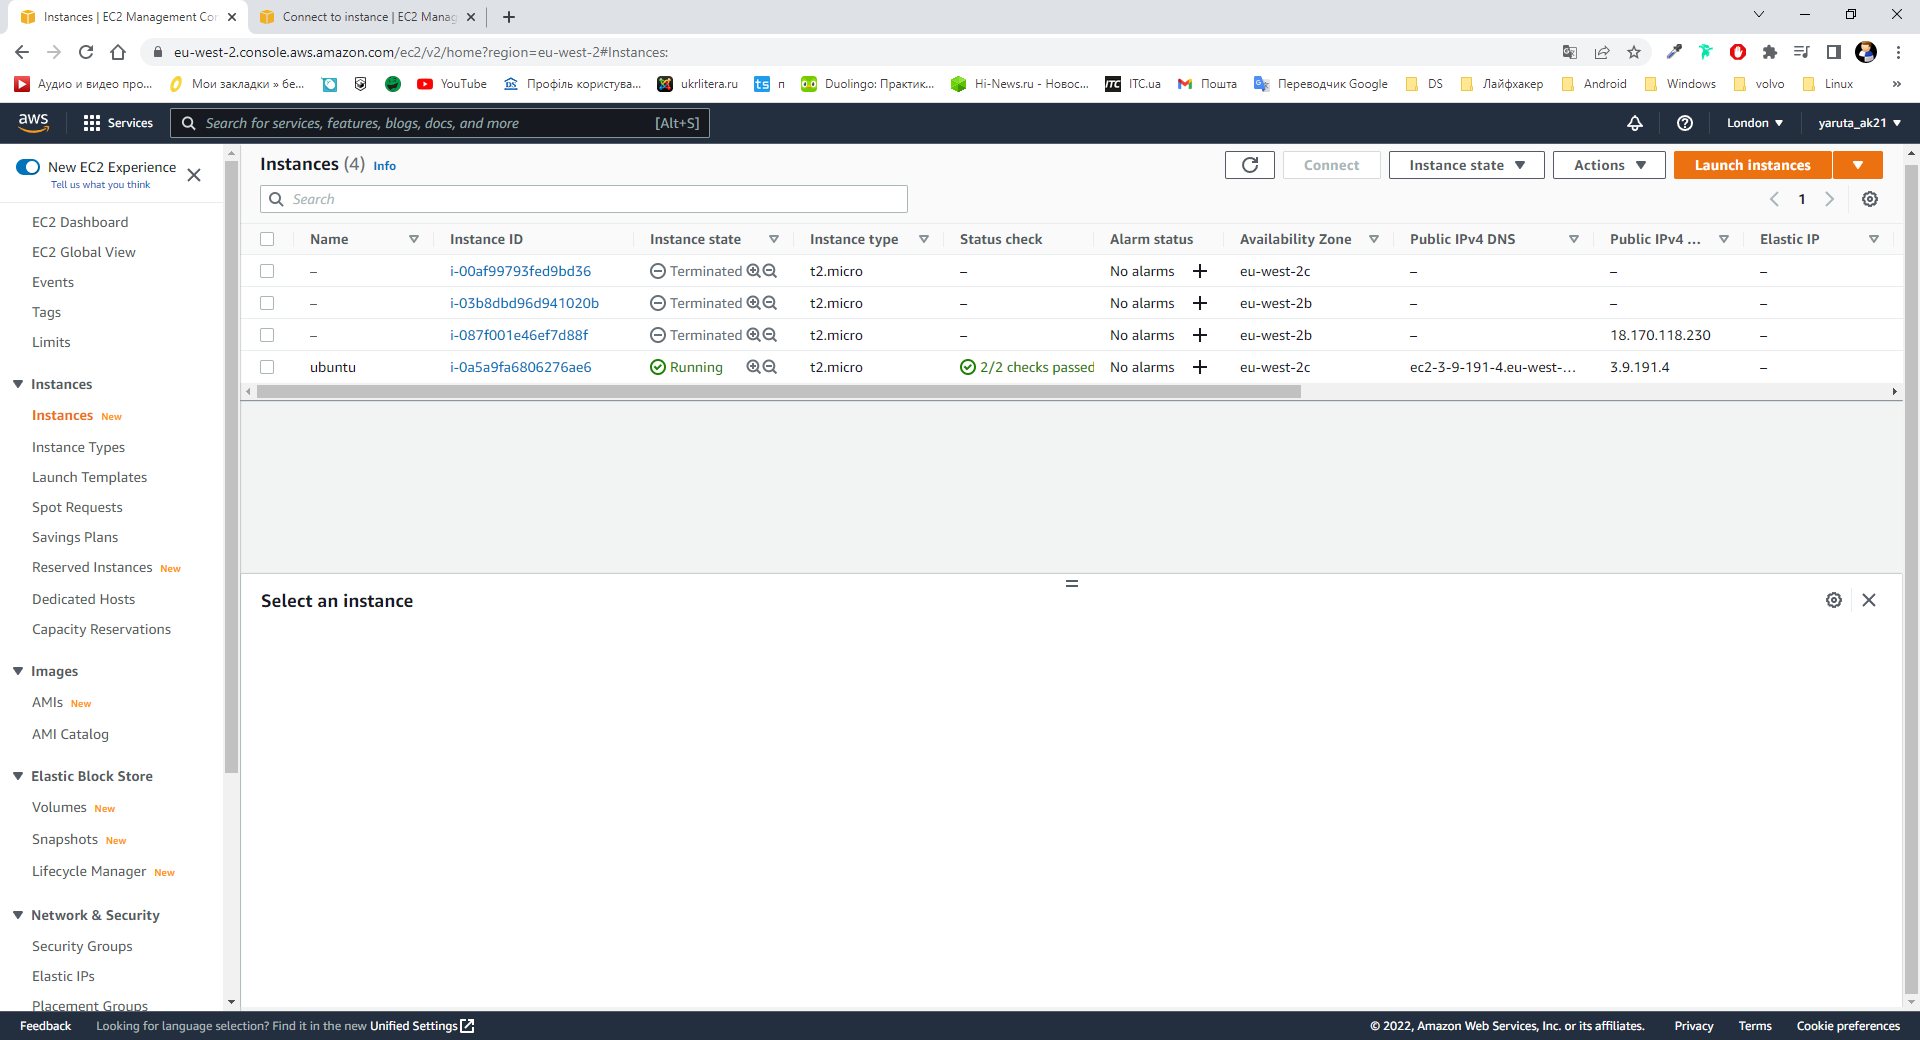 Instances | EC2 Management Cor
Connect to instance | EC2 Manag
eu-west-2.console.aws.amazon.com/ec2/v2/home?region=eu-west-2#Instances:
Аудио и видео про...
Мои закладки » бе...
YouTube
Профіль користува...
ukrlitera.ru
ts п
Duolingo: Практик...
Hi-News.ru - Новос...
ITC ITC.ua
Пошта
Переводчик Google
DS
Лайфхакер
Android
Windows
volvo
Linux
»
aws
Services
Search for services, features, blogs, docs, and more [Alt+S]
London
yaruta_ak21
New EC2 Experience
Tell us what you think
EC2 Dashboard
EC2 Global View
Events
Tags
Limits
Instances
Instances New
Instance Types
Launch Templates
Spot Requests
Savings Plans
Reserved Instances New
Dedicated Hosts
Capacity Reservations
Images
AMIs New
AMI Catalog
Elastic Block Store
Volumes New
Snapshots New
Lifecycle Manager New
Network & Security
Security Groups
Elastic IPs
Placement Groups
Instances (4) Info
Connect
Instance state
Actions
Launch instances
Search
1
Name Instance ID Instance state Instance type Status check Alarm status Availability Zone Public IPv4 DNS Public IPv4 ... Elastic IP
– i-00af99793fed9bd36 Terminated t2.micro – No alarms + eu-west-2c – – –
– i-03b8dbd96d941020b Terminated t2.micro – No alarms + eu-west-2b – – –
– i-087f001e46ef7d88f Terminated t2.micro – No alarms + eu-west-2b – 18.170.118.230 –
ubuntu i-0a5a9fa6806276ae6 Running t2.micro 2/2 checks passed No alarms + eu-west-2c ec2-3-9-191-4.eu-west-... 3.9.191.4 –
Select an instance
Feedback
Looking for language selection? Find it in the new Unified Settings
© 2022, Amazon Web Services, Inc. or its affiliates.
Privacy
Terms
Cookie preferences